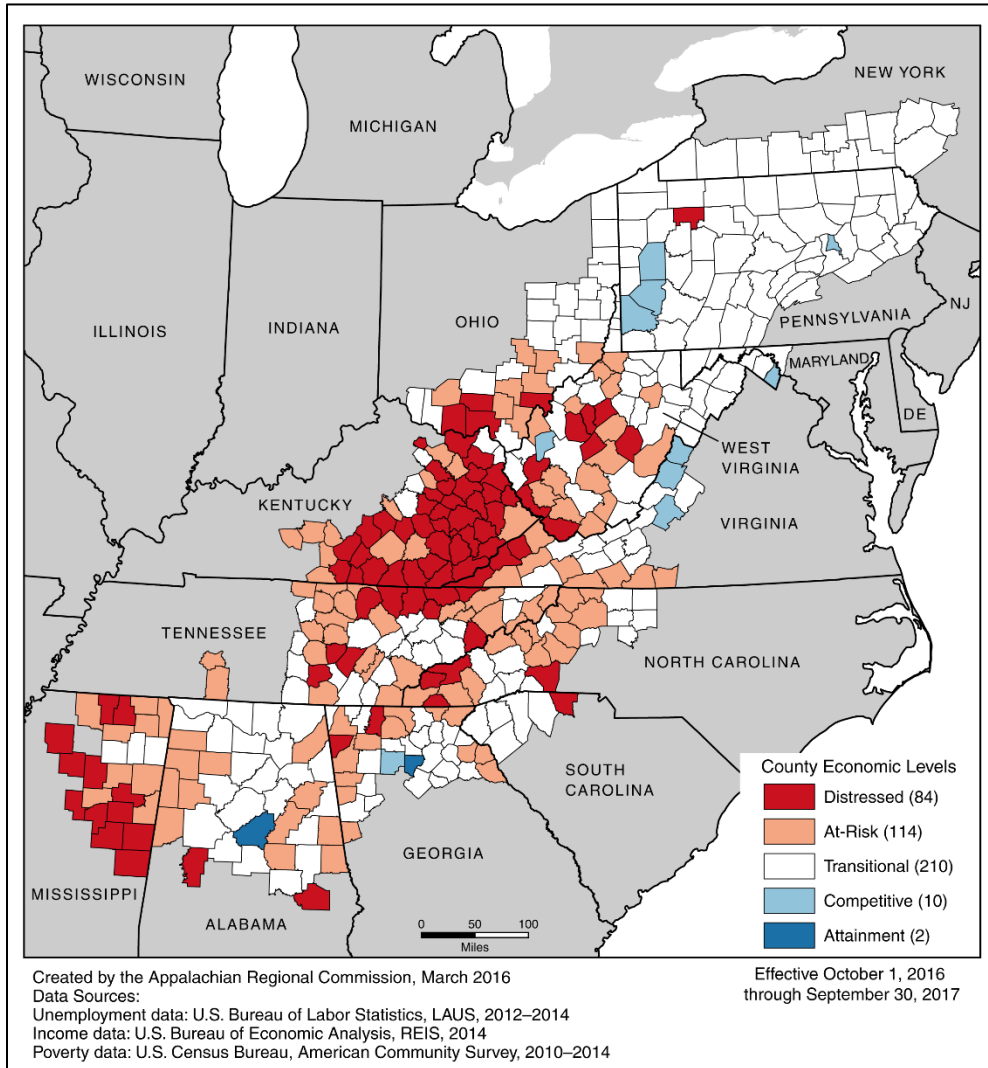 WISCONSIN
NEW YORK
MICHIGAN
ILLINOIS
INDIANA
OHIO
PENNSYLVANIA
NJ
MARYLAND
DE
WEST
VIRGINIA
KENTUCKY
VIRGINIA
TENNESSEE
NORTH CAROLINA
SOUTH
CAROLINA
GEORGIA
MISSISSIPPI
ALABAMA
0 50 100
Miles
County Economic Levels
Distressed (84)
At-Risk (114)
Transitional (210)
Competitive (10)
Attainment (2)
Created by the Appalachian Regional Commission, March 2016
Data Sources:
Unemployment data: U.S. Bureau of Labor Statistics, LAUS, 2012–2014
Income data: U.S. Bureau of Economic Analysis, REIS, 2014
Poverty data: U.S. Census Bureau, American Community Survey, 2010–2014
Effective October 1, 2016
through September 30, 2017